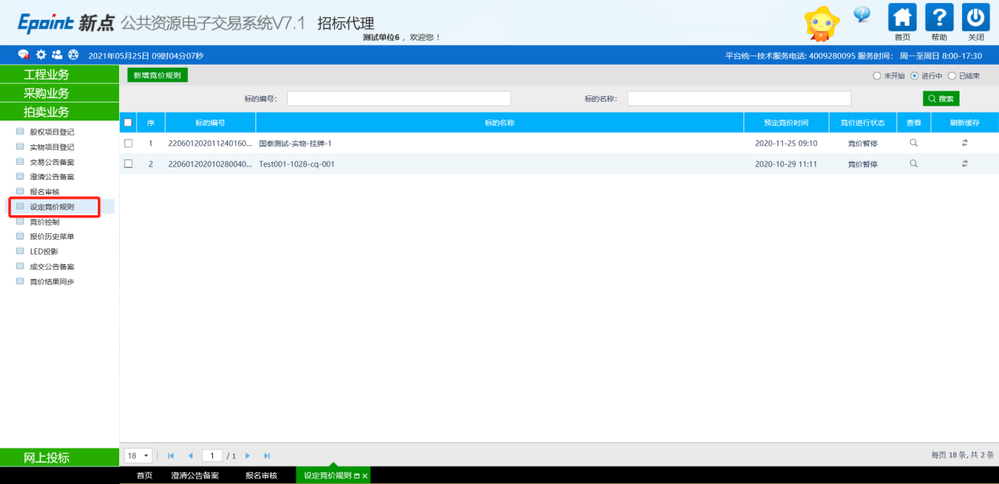 Epoint 新点 公共资源电子交易系统V7.1 招标代理
测试单位6，欢迎您！
首页 帮助 关闭
2021年05月25日 09时04分07秒 平台统一技术服务电话: 4009280095 服务时间: 周一至周日 8:00-17:30
工程业务
采购业务
拍卖业务
股权项目登记
实物项目登记
交易公告备案
澄清公告备案
报名审核
设定竞价规则
竞价控制
报价历史菜单
LED投影
成交公告备案
竞价结果同步
网上投标
新增竞价规则 未开始 进行中 已结束
标的编号: 标的名称: 搜索
序 标的编号 标的名称 预定竞价时间 竞价进行状态 查看 刷新缓存
1 220601202011240160... 国泰测试-实物-挂牌-1 2020-11-25 09:10 竞价暂停
2 220601202010280040... Test001-1028-cq-001 2020-10-29 11:11 竞价暂停
18 1 / 1 每页 18 条, 共 2 条
首页 澄清公告备案 报名审核 设定竞价规则